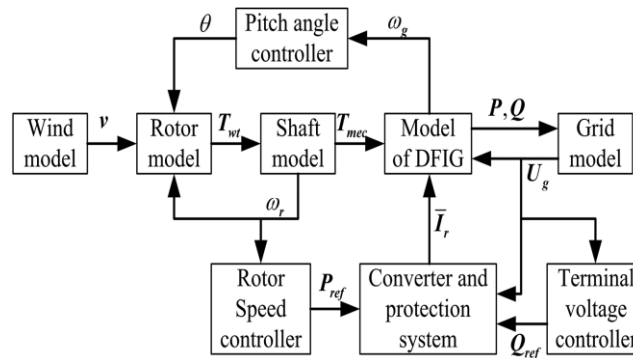 θ
Pitch angle
controller
ω_g
Wind
model
v
Rotor
model
T_wt
Shaft
model
T_mec
Model
of DFIG
P, Q
Grid
model
U_g
ω_r
Ī_r
Rotor
Speed
controller
P_ref
Converter and
protection
system
Terminal
voltage
controller
Q_ref